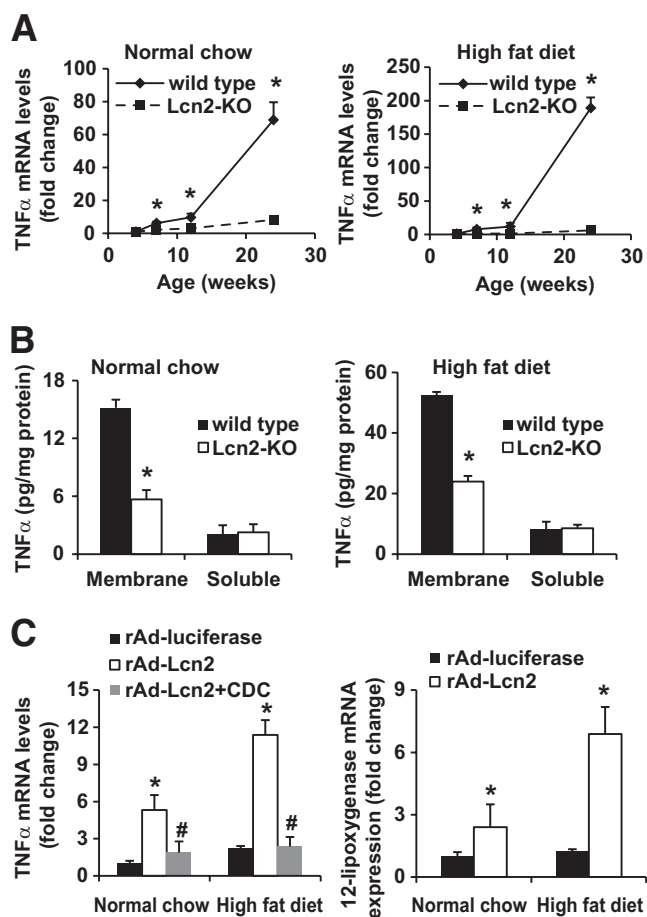 A
Normal chow
TNFα mRNA levels
(fold change)
100
80
60
40
20
0
wild type
Lcn2-KO
*
*
*
0 10 20 30
Age (weeks)
High fat diet
TNFα mRNA levels
(fold change)
250
200
150
100
50
0
wild type
Lcn2-KO
*
*
*
0 10 20 30
Age (weeks)
B
Normal chow
TNFα (pg/mg protein)
18
12
6
0
wild type
Lcn2-KO
*
Membrane Soluble
High fat diet
TNFα (pg/mg protein)
60
40
20
0
wild type
Lcn2-KO
*
Membrane Soluble
C
rAd-luciferase
rAd-Lcn2
rAd-Lcn2+CDC
TNFα mRNA levels
(fold change)
15
12
9
6
3
0
*
#
*
#
Normal chow High fat diet
rAd-luciferase
rAd-Lcn2
12-lipoxygenase mRNA
expression (fold change)
9
6
3
0
*
*
Normal chow High fat diet